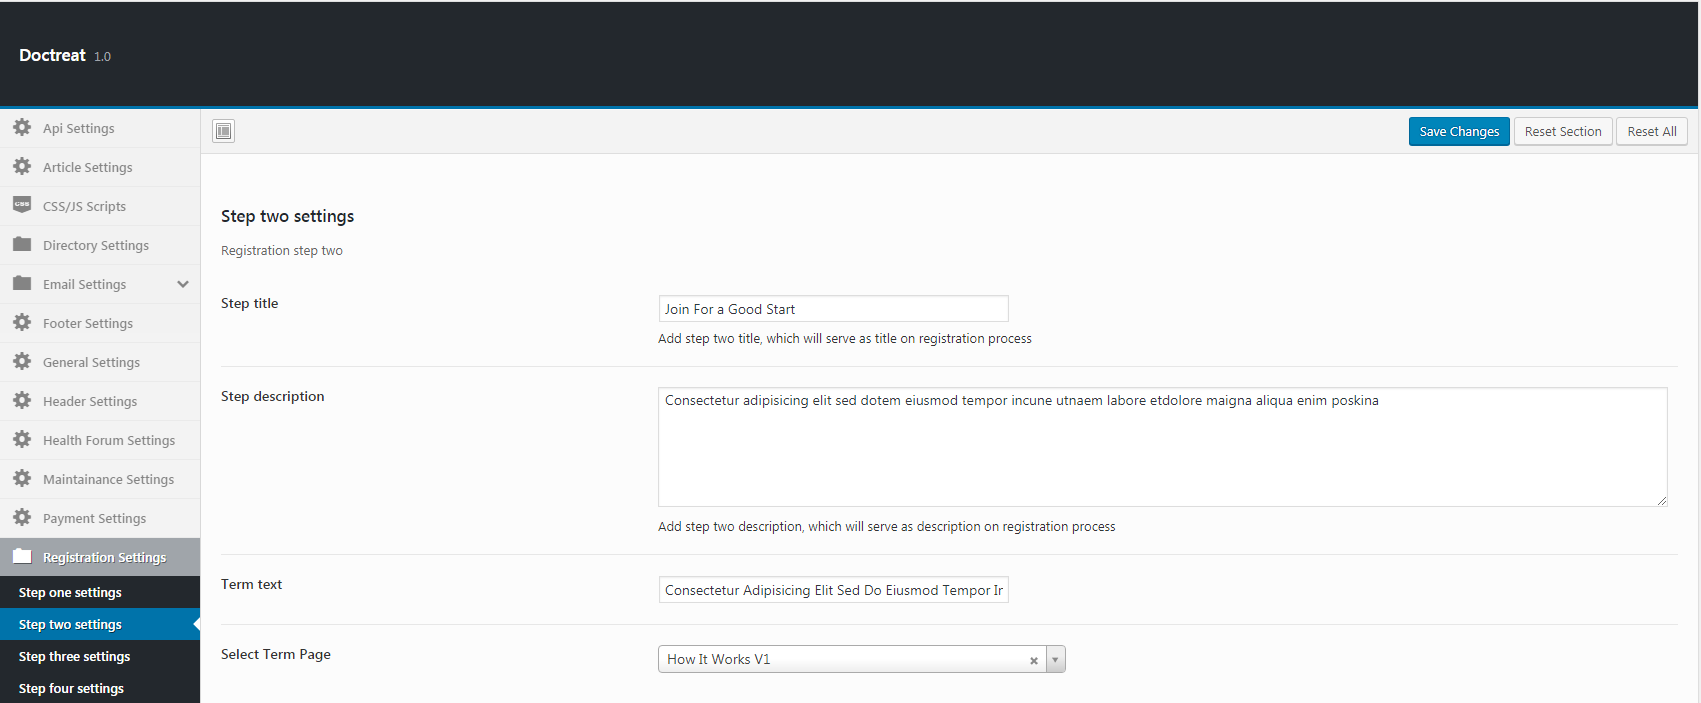 Doctreat 1.0
Api Settings
Article Settings
CSS
CSS/JS Scripts
Directory Settings
Email Settings
Footer Settings
General Settings
Header Settings
Health Forum Settings
Maintainance Settings
Payment Settings
Registration Settings
Step one settings
Step two settings
Step three settings
Step four settings
Save Changes Reset Section Reset All
Step two settings
Registration step two
Step title
Join For a Good Start
Add step two title, which will serve as title on registration process
Step description
Consectetur adipisicing elit sed dotem eiusmod tempor incune utnaem labore etdolore maigna aliqua enim poskina
Add step two description, which will serve as description on registration process
Term text
Consectetur Adipisicing Elit Sed Do Eiusmod Tempor Ir
Select Term Page
How It Works V1